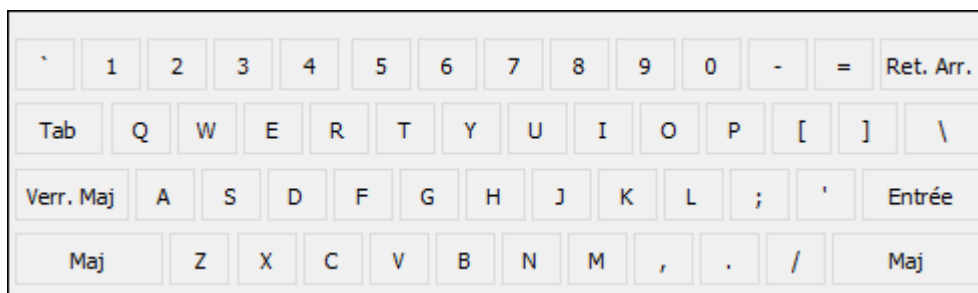 ` 1 2 3 4 5 6 7 8 9 0 - = Ret. Arr.
Tab Q W E R T Y U I O P [ ] \
Verr. Maj A S D F G H J K L ; ' Entrée
Maj Z X C V B N M , . / Maj